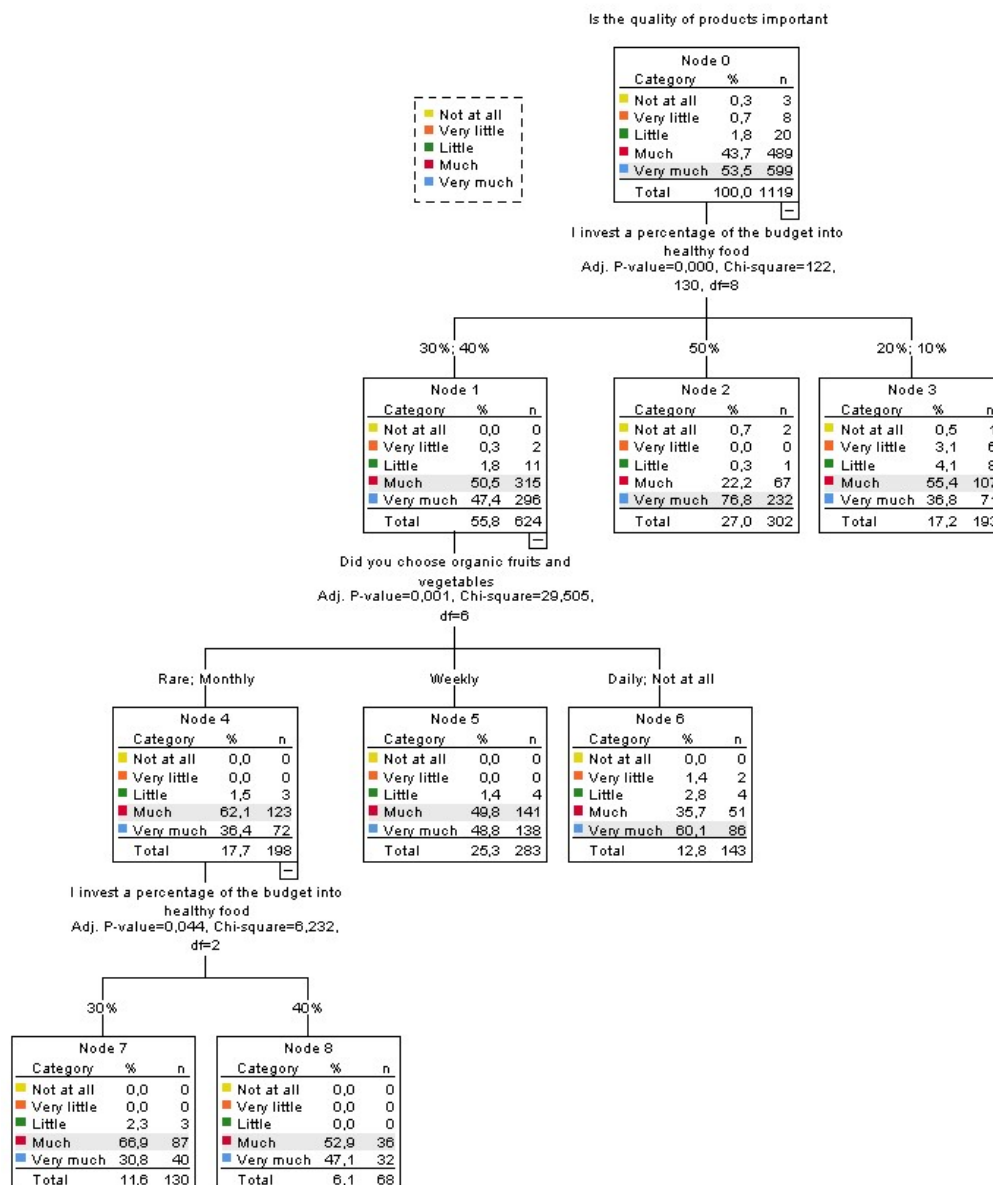 Is the quality of products important
Node 0
Category % n
Not at all 0,3 3
Very little 0,7 8
Little 1,8 20
Much 43,7 489
Very much 53,5 599
Total 100,0 1119
Not at all
Very little
Little
Much
Very much
I invest a percentage of the budget into
healthy food
Adj. P-value=0,000, Chi-square=122,
130, df=8
30%; 40%
50%
20%; 10%
Node 1
Category % n
Not at all 0,0 0
Very little 0,3 2
Little 1,8 11
Much 50,5 315
Very much 47,4 296
Total 55,8 624
Node 2
Category % n
Not at all 0,7 2
Very little 0,0 0
Little 0,3 1
Much 22,2 67
Very much 76,8 232
Total 27,0 302
Node 3
Category % n
Not at all 0,5 1
Very little 3,1 6
Little 4,1 8
Much 55,4 107
Very much 36,8 71
Total 17,2 193
Did you choose organic fruits and
vegetables
Adj. P-value=0,001, Chi-square=29,505,
df=6
Rare; Monthly
Weekly
Daily; Not at all
Node 4
Category % n
Not at all 0,0 0
Very little 0,0 0
Little 1,5 3
Much 62,1 123
Very much 36,4 72
Total 17,7 198
Node 5
Category % n
Not at all 0,0 0
Very little 0,0 0
Little 1,4 4
Much 49,8 141
Very much 48,8 138
Total 25,3 283
Node 6
Category % n
Not at all 0,0 0
Very little 1,4 2
Little 2,8 4
Much 35,7 51
Very much 60,1 86
Total 12,8 143
I invest a percentage of the budget into
healthy food
Adj. P-value=0,044, Chi-square=6,232,
df=2
30%
40%
Node 7
Category % n
Not at all 0,0 0
Very little 0,0 0
Little 2,3 3
Much 66,9 87
Very much 30,8 40
Total 11,6 130
Node 8
Category % n
Not at all 0,0 0
Very little 0,0 0
Little 0,0 0
Much 52,9 36
Very much 47,1 32
Total 6,1 68